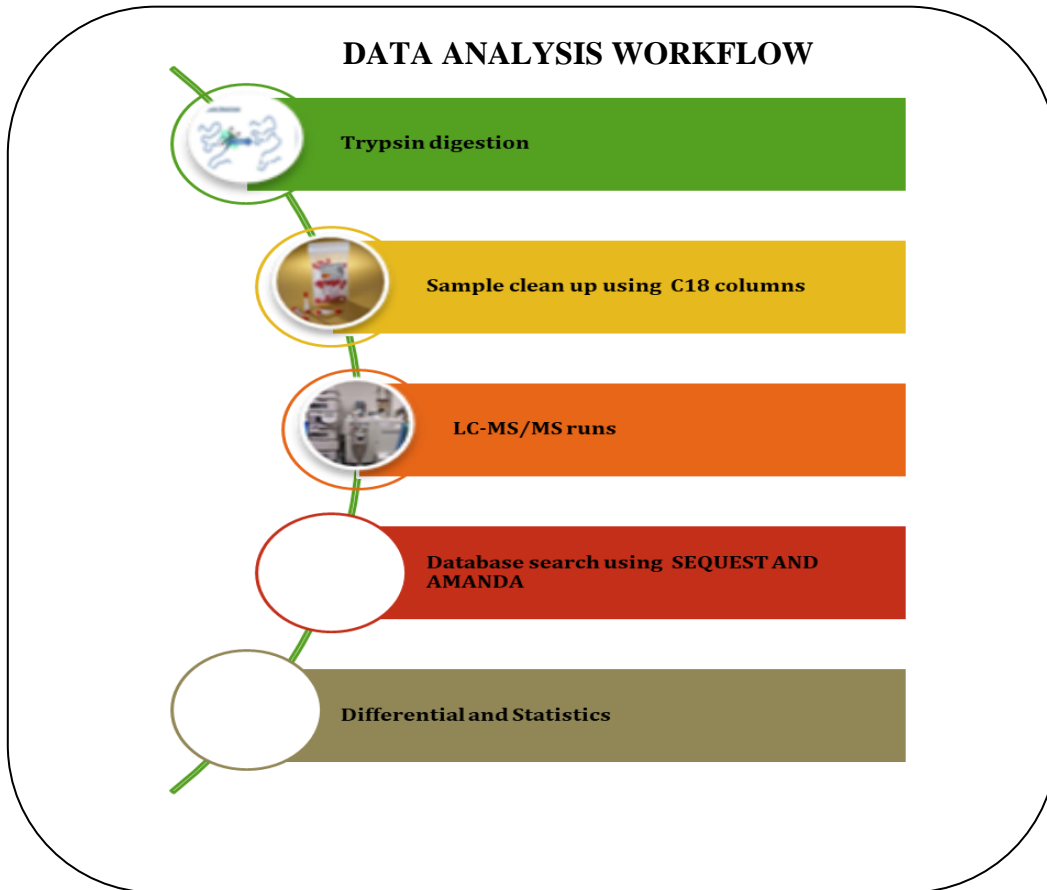 DATA ANALYSIS WORKFLOW
Trypsin digestion
Sample clean up using C18 columns
LC-MS/MS runs
Database search using SEQUEST AND
AMANDA
Differential and Statistics